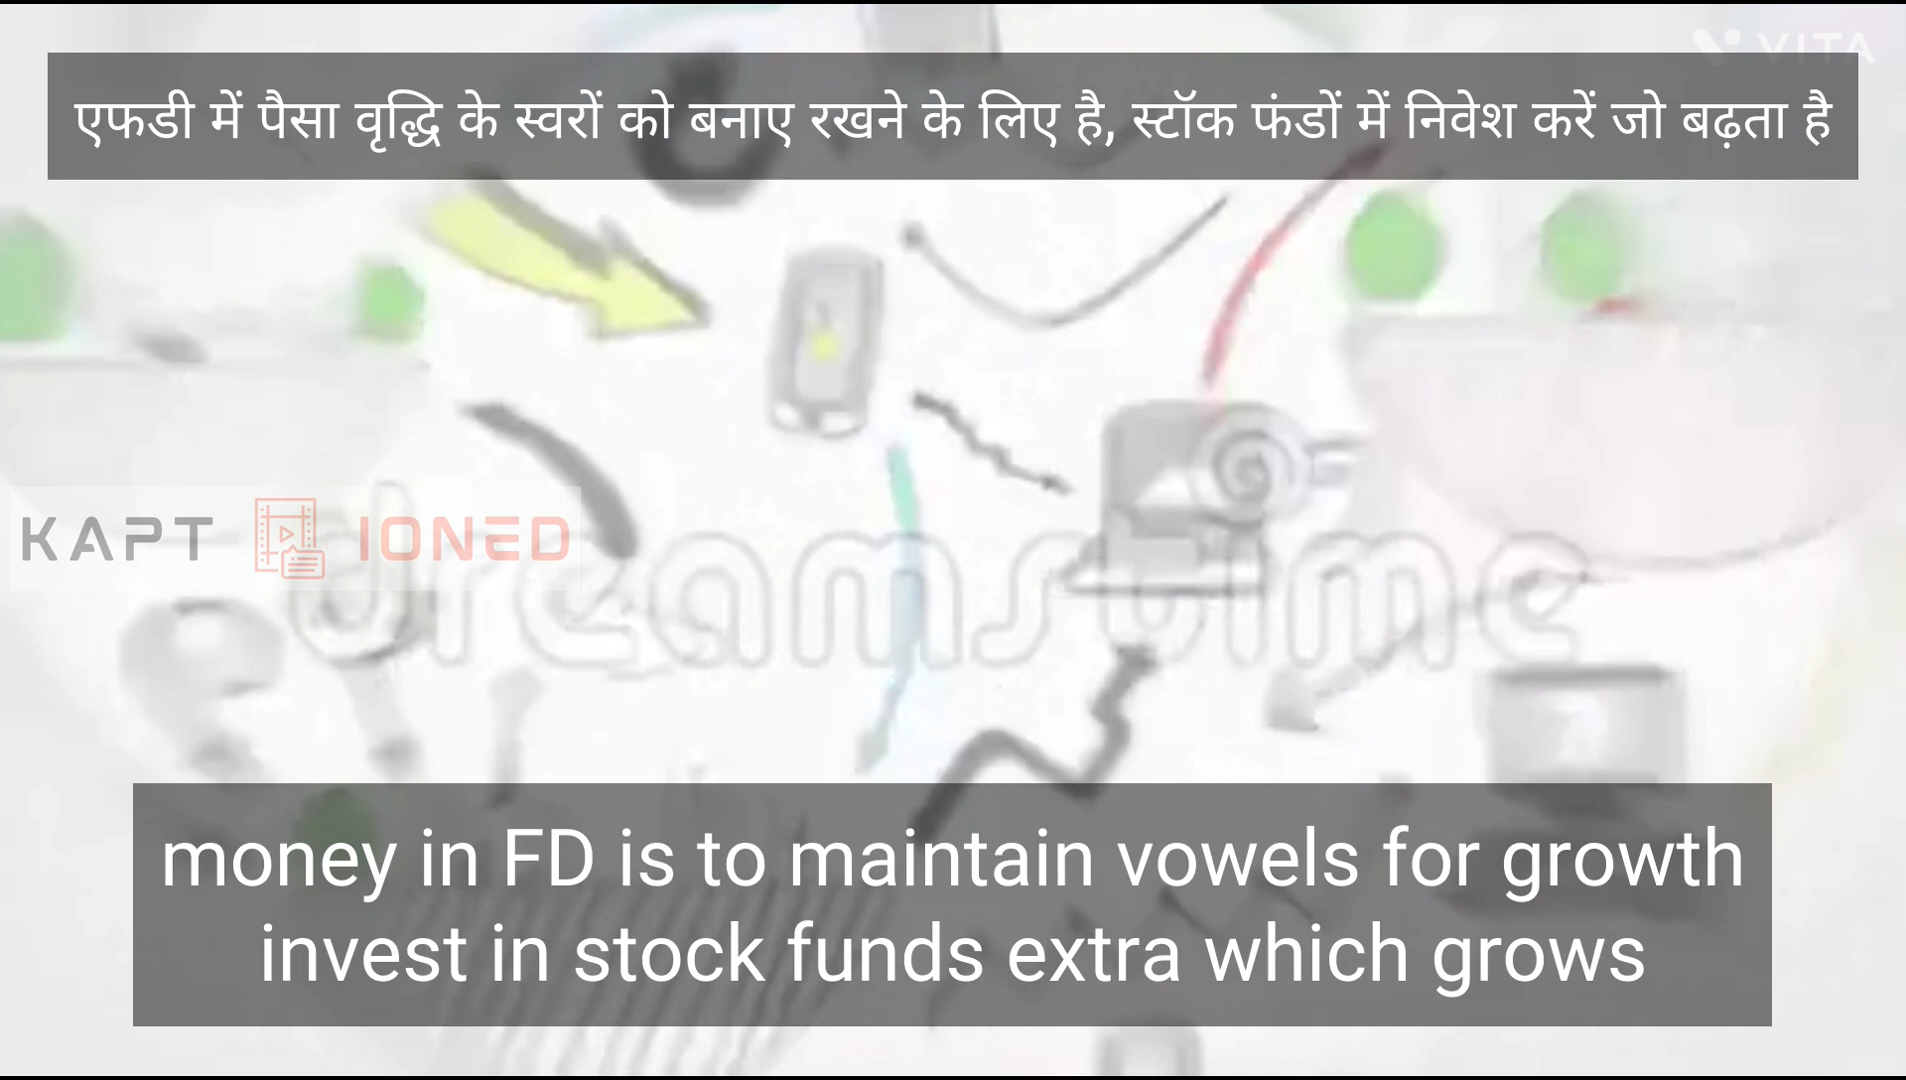 VITA
एफडी में पैसा वृद्धि के स्वरों को बनाए रखने के लिए है, स्टॉक फंडों में निवेश करें जो बढ़ता है
KAPT IONED
dreamstime
money in FD is to maintain vowels for growth
invest in stock funds extra which grows